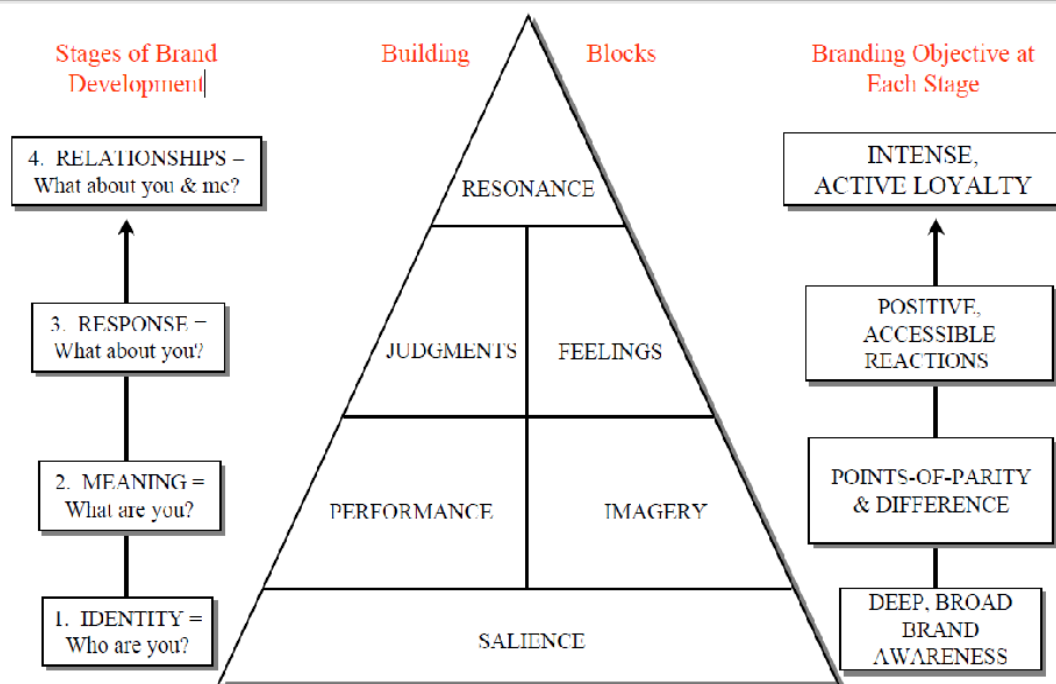 Stages of Brand
Development
Building Blocks
Branding Objective at
Each Stage
4. RELATIONSHIPS =
What about you & me?
INTENSE,
ACTIVE LOYALTY
RESONANCE
3. RESPONSE =
What about you?
POSITIVE,
ACCESSIBLE
REACTIONS
JUDGMENTS
FEELINGS
2. MEANING =
What are you?
POINTS-OF-PARITY
& DIFFERENCE
PERFORMANCE
IMAGERY
1. IDENTITY =
Who are you?
DEEP, BROAD
BRAND
AWARENESS
SALIENCE